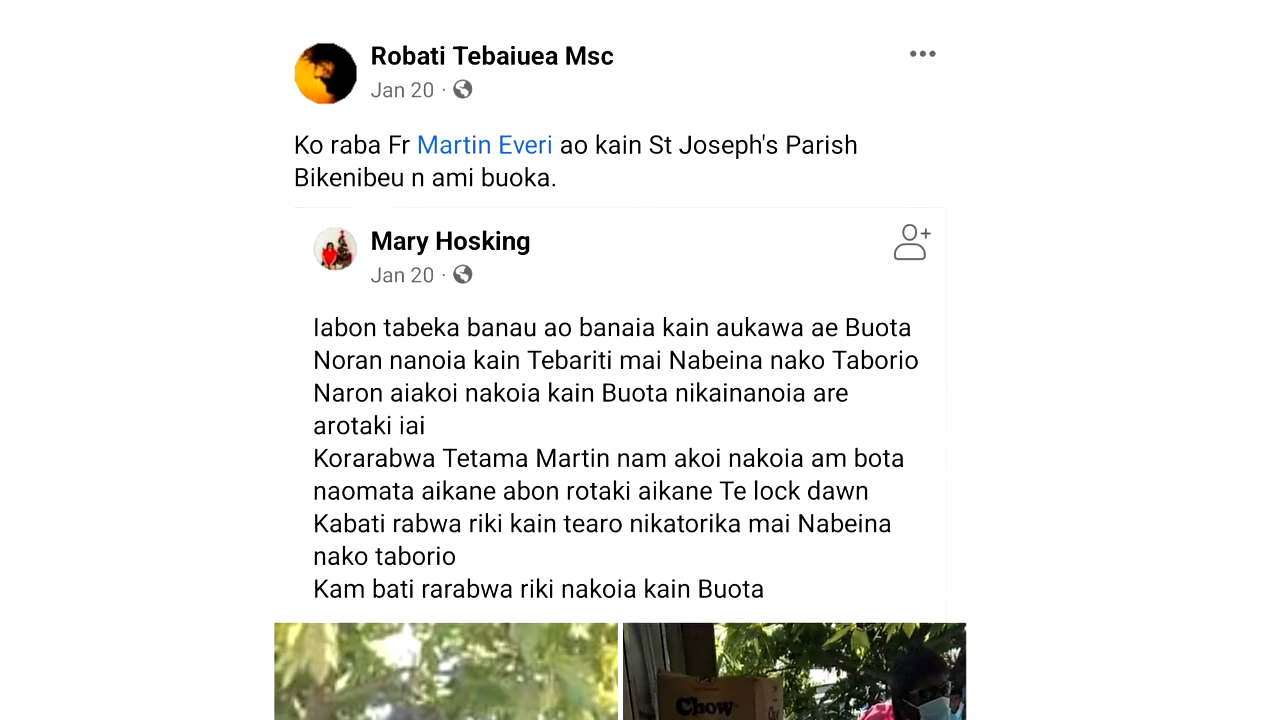 Robati Tebaiuea Msc
Jan 20 ·
Ko raba Fr Martin Everi ao kain St Joseph's Parish
Bikenibeu n ami buoka.
Mary Hosking
Jan 20 ·
Iabon tabeka banau ao banaia kain aukawa ae Buota
Noran nanoia kain Tebariti mai Nabeina nako Taborio
Naron aiakoi nakoia kain Buota nikainanoia are
arotaki iai
Korarabwa Tetama Martin nam akoi nakoia am bota
naomata aikane abon rotaki aikane Te lock dawn
Kabati rabwa riki kain tearo nikatorika mai Nabeina
nako taborio
Kam bati rarabwa riki nakoia kain Buota
Chow